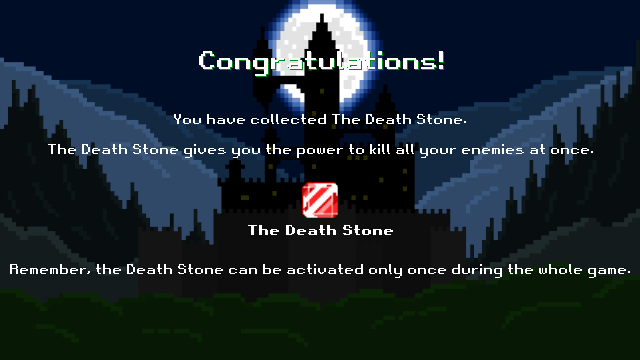 Congratulations!
You have collected The Death Stone.
The Death Stone gives you the power to kill all your enemies at once.
The Death Stone
Remember, the Death Stone can be activated only once during the whole game.